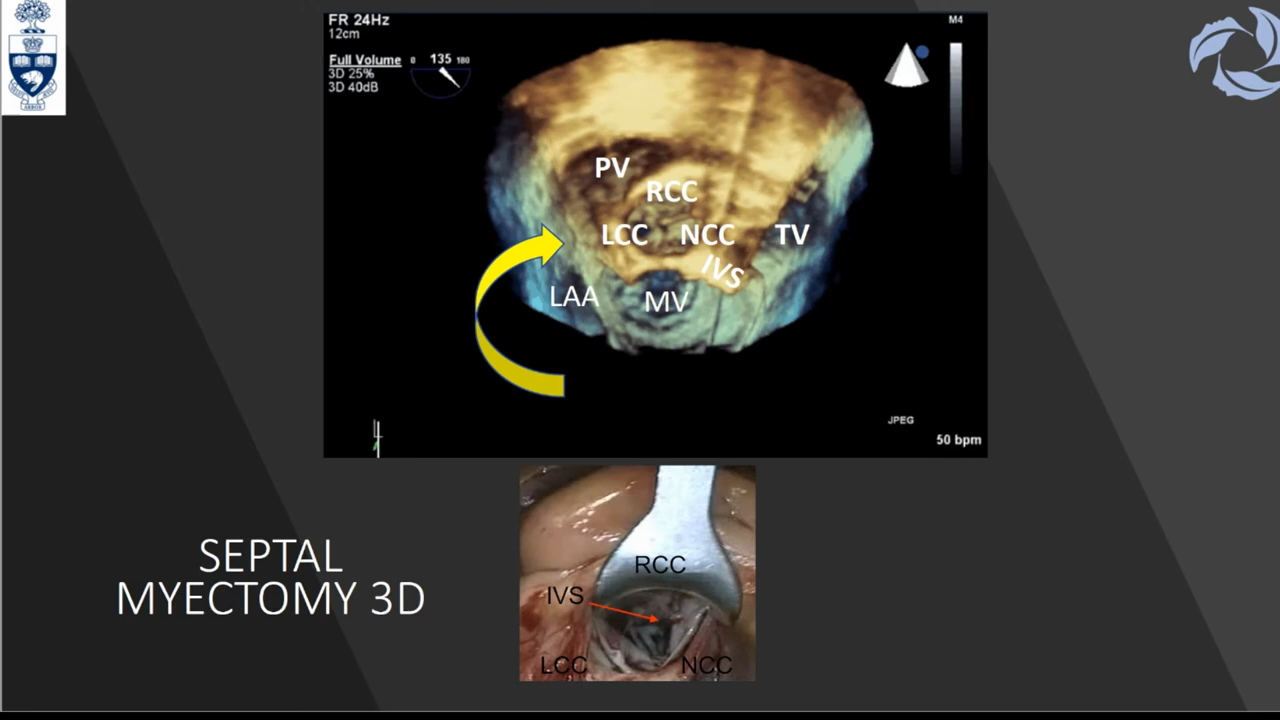 FR 24Hz
12cm
M4
Full Volume
0 135 180
3D 25%
3D 40dB
PV
RCC
LCC NCC TV
IVS
LAA MV
JPEG
50 bpm
SEPTAL
MYECTOMY 3D
RCC
IVS
LCC NCC